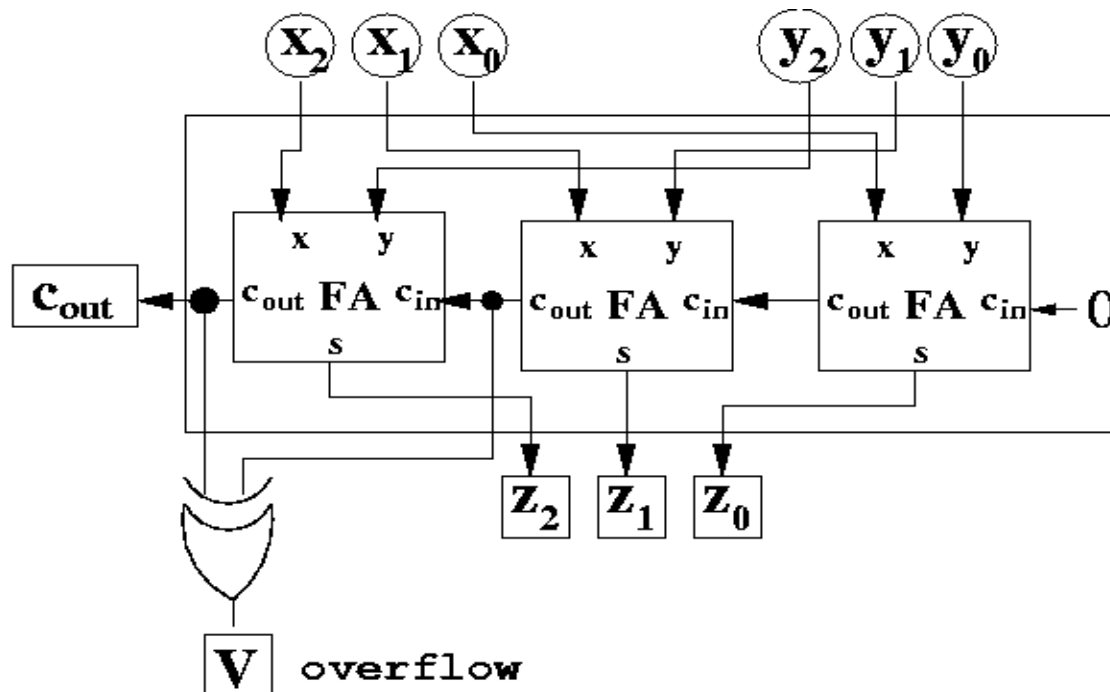 x2 x1 x0 y2 y1 y0
x y x y x y
cout cout FA cin cout FA cin cout FA cin 0
s s s
z2 z1 z0
V overflow